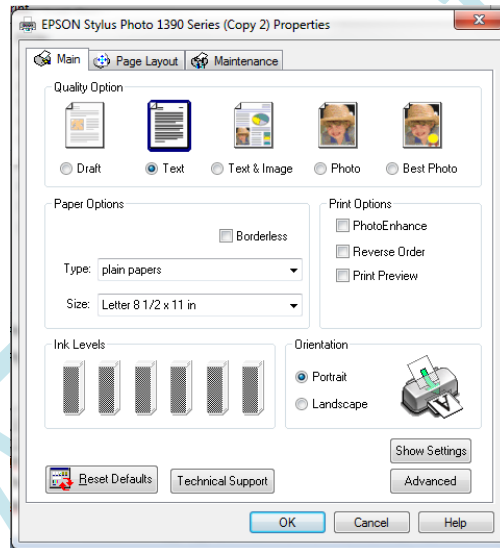 EPSON Stylus Photo 1390 Series (Copy 2) Properties
Main Page Layout Maintenance
Quality Option
Draft Text Text & Image Photo Best Photo
Paper Options
Borderless
Type: plain papers
Size: Letter 8 1/2 x 11 in
Print Options
PhotoEnhance
Reverse Order
Print Preview
Ink Levels
Orientation
Portrait
Landscape
Show Settings
Reset Defaults Technical Support Advanced
OK Cancel Help